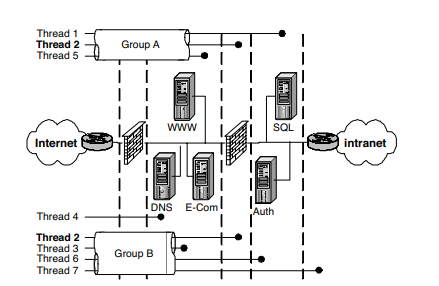 Thread 1
Thread 2
Group A
Thread 5
WWW
SQL
Internet
intranet
DNS
E-Com
Auth
Thread 4
Thread 2
Thread 3
Group B
Thread 6
Thread 7